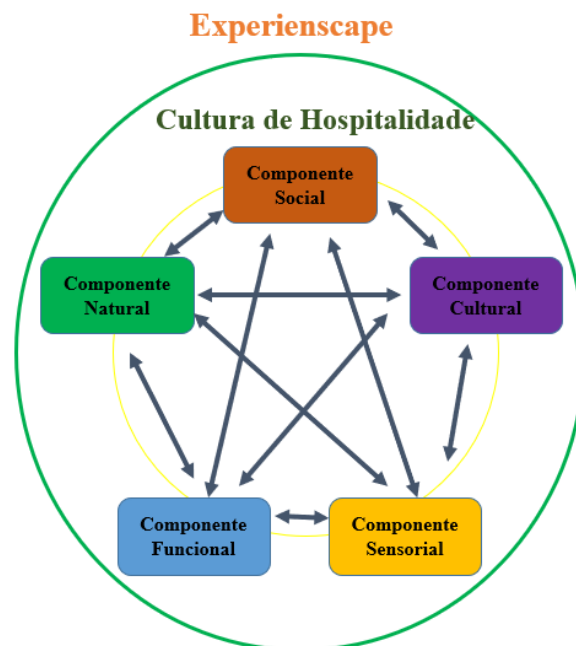 Experienscape
Cultura de Hospitalidade
Componente
Social
Componente
Natural
Componente
Cultural
Componente
Funcional
Componente
Sensorial